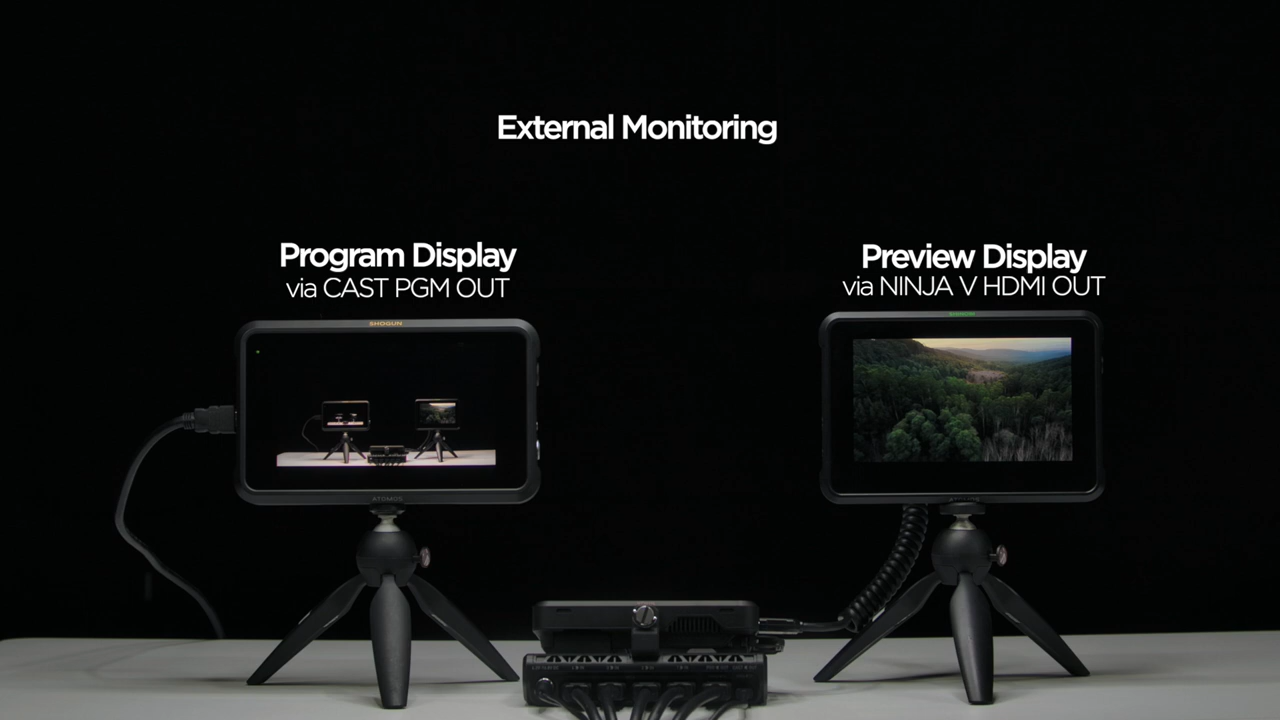 External Monitoring
Program Display
via CAST PGM OUT
Preview Display
via NINJA V HDMI OUT
SHOGUN
ATOMOS